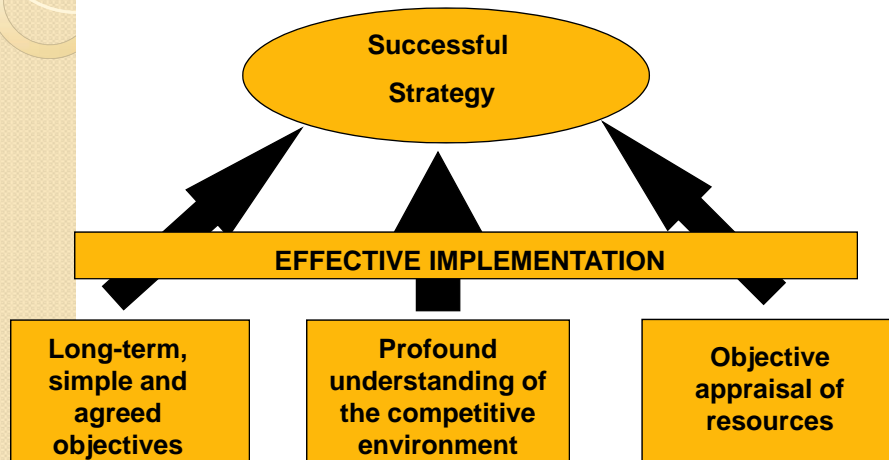 Successful
Strategy
EFFECTIVE IMPLEMENTATION
Long-term,
simple and
agreed
objectives
Profound
understanding of
the competitive
environment
Objective
appraisal of
resources